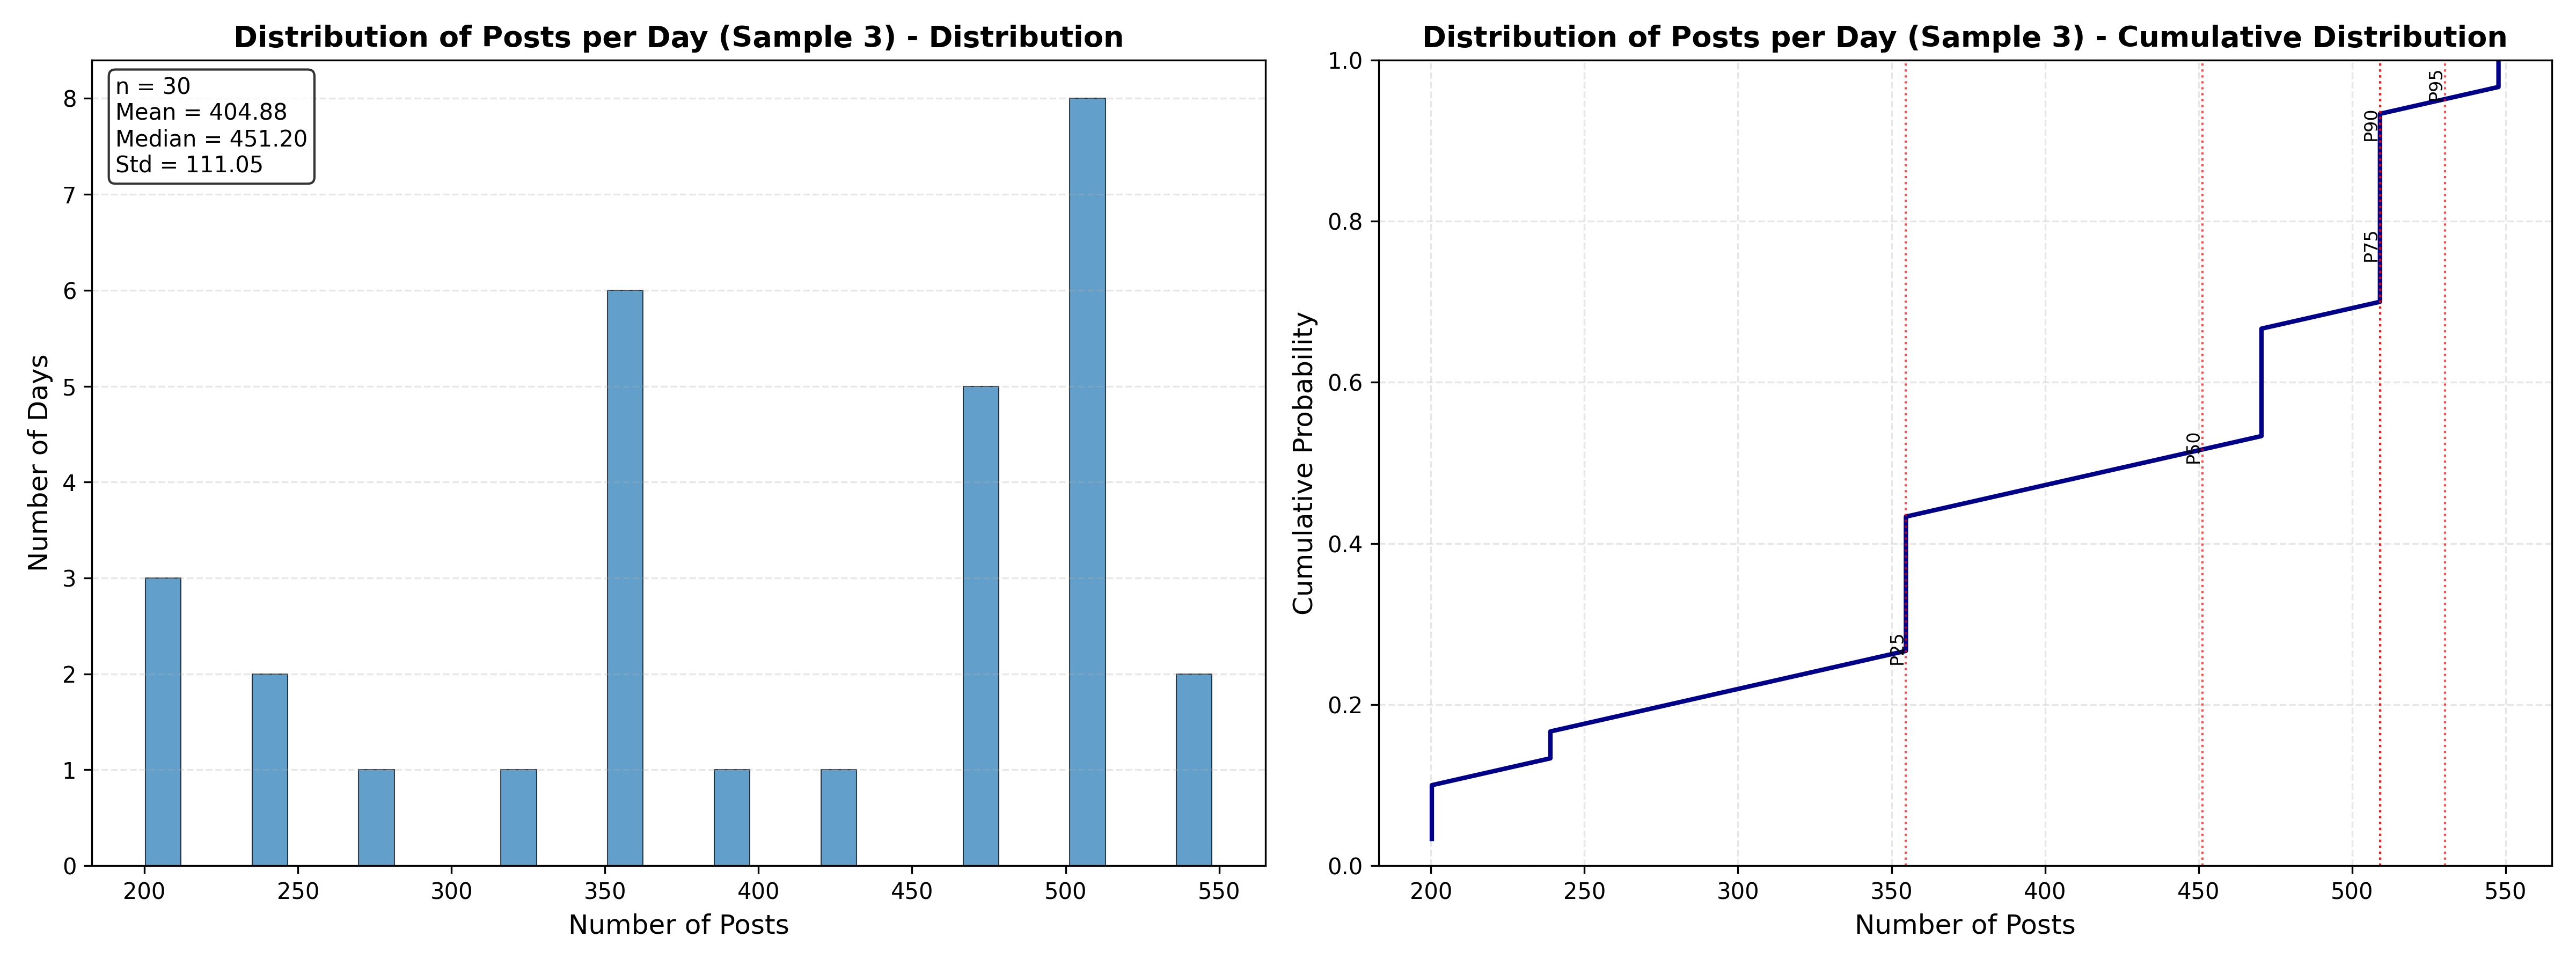 Distribution of Posts per Day (Sample 3) - Distribution
n = 30
Mean = 404.88
Median = 451.20
Std = 111.05
8
7
6
5
4
3
2
1
0
Number of Days
200 250 300 350 400 450 500 550
Number of Posts
Distribution of Posts per Day (Sample 3) - Cumulative Distribution
1.0
0.8
0.6
0.4
0.2
0.0
Cumulative Probability
P25
P50
P75
P90
P95
200 250 300 350 400 450 500 550
Number of Posts